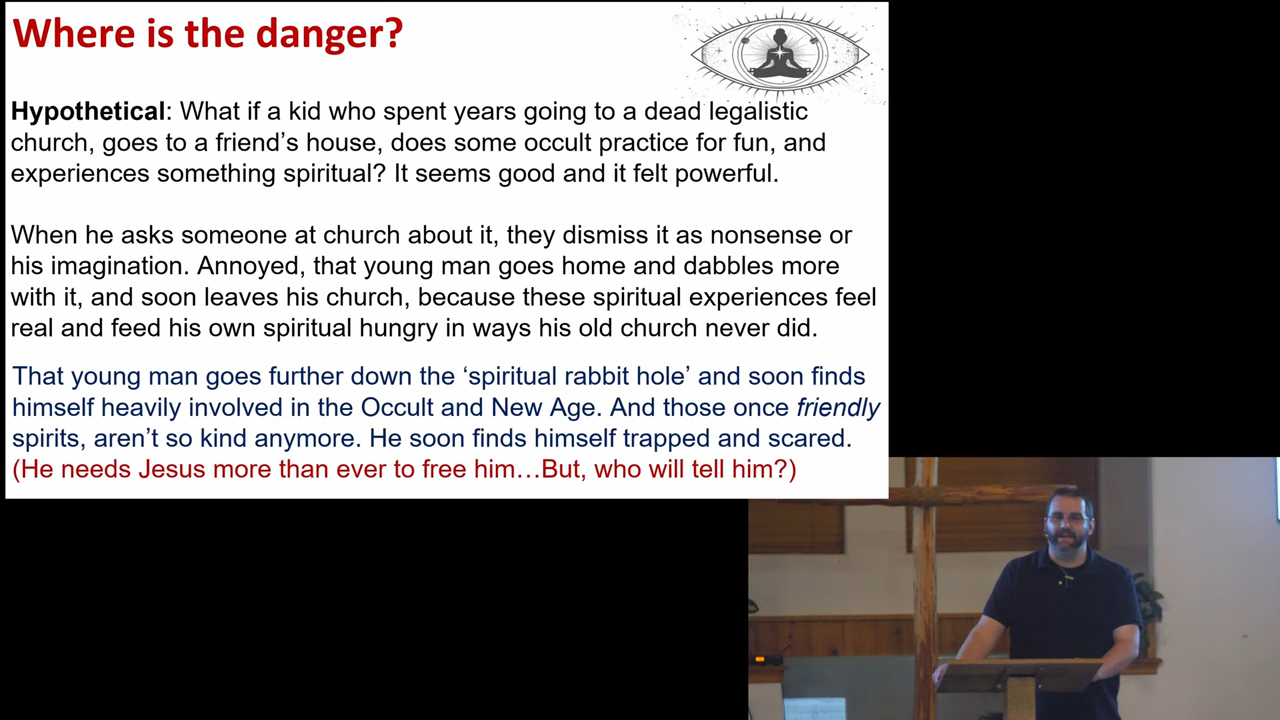 Where is the danger?
Hypothetical: What if a kid who spent years going to a dead legalistic
church, goes to a friend's house, does some occult practice for fun, and
experiences something spiritual? It seems good and it felt powerful.
When he asks someone at church about it, they dismiss it as nonsense or
his imagination. Annoyed, that young man goes home and dabbles more
with it, and soon leaves his church, because these spiritual experiences feel
real and feed his own spiritual hungry in ways his old church never did.
That young man goes further down the 'spiritual rabbit hole' and soon finds
himself heavily involved in the Occult and New Age. And those once friendly
spirits, aren't so kind anymore. He soon finds himself trapped and scared.
(He needs Jesus more than ever to free him…But, who will tell him?)